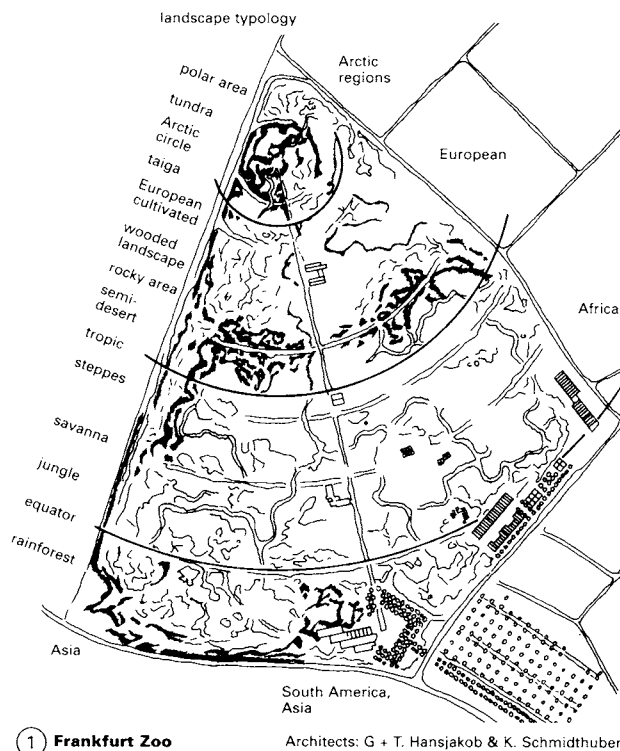 landscape typology
polar area
tundra
Arctic
circle
taiga
European
cultivated
wooded
landscape
rocky area
semi-
desert
tropic
steppes
savanna
jungle
equator
rainforest
Arctic
regions
European
Africa
Asia
South America,
Asia
1 Frankfurt Zoo
Architects: G + T. Hansjakob & K. Schmidthuber